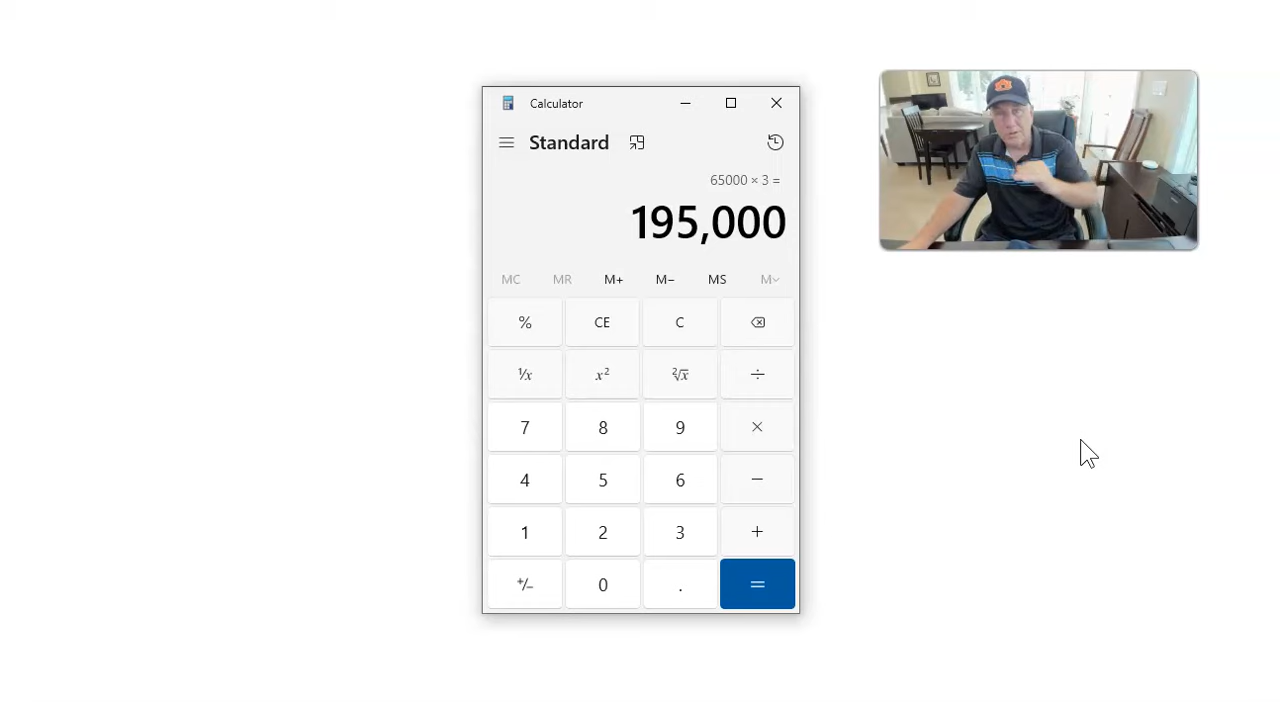 Calculator
Standard
65000 × 3 =
195,000
MC MR M+ M− MS M˅
% CE C
¹/x x² ²√x ÷
7 8 9 ×
4 5 6 −
1 2 3 +
+/− 0 . =